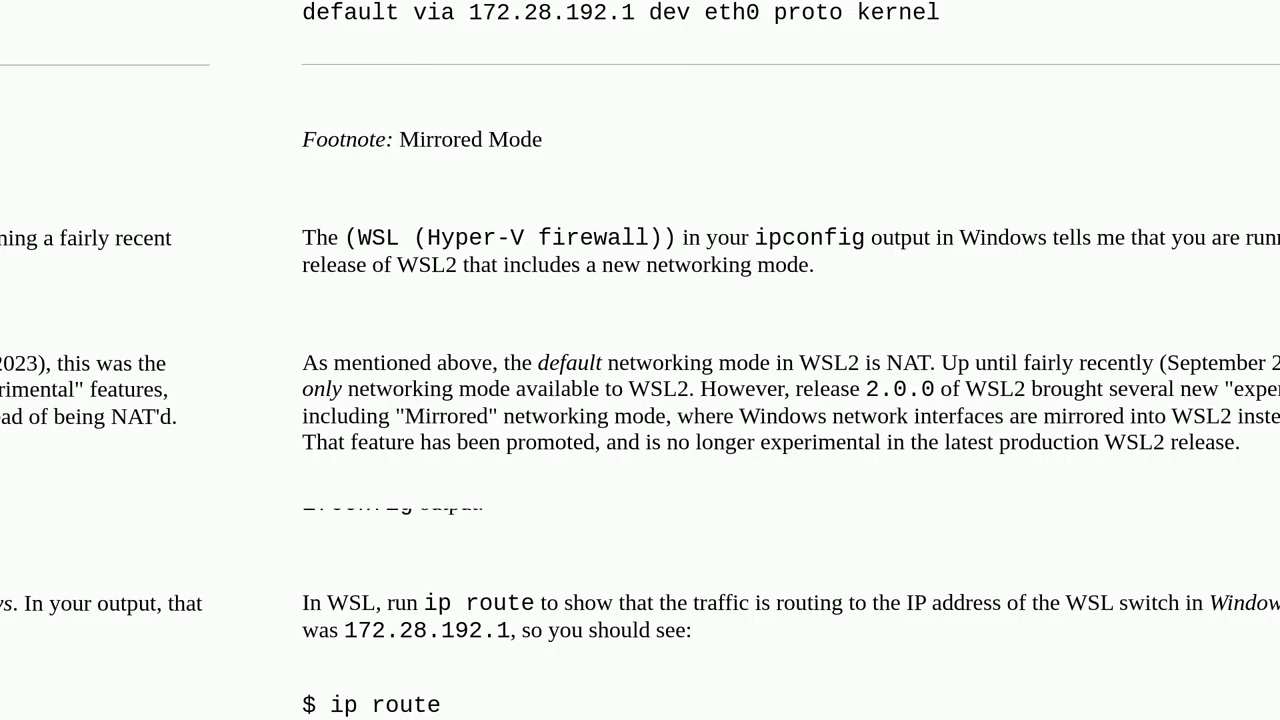 default via 172.28.192.1 dev eth0 proto kernel
Footnote: Mirrored Mode
ning a fairly recent
The (WSL (Hyper-V firewall)) in your ipconfig output in Windows tells me that you are runn
release of WSL2 that includes a new networking mode.
2023), this was the
rimental" features,
ead of being NAT'd.
As mentioned above, the default networking mode in WSL2 is NAT. Up until fairly recently (September 2
only networking mode available to WSL2. However, release 2.0.0 of WSL2 brought several new "exper
including "Mirrored" networking mode, where Windows network interfaces are mirrored into WSL2 inste
That feature has been promoted, and is no longer experimental in the latest production WSL2 release.
vs. In your output, that
In WSL, run ip route to show that the traffic is routing to the IP address of the WSL switch in Window
was 172.28.192.1, so you should see:
$ ip route